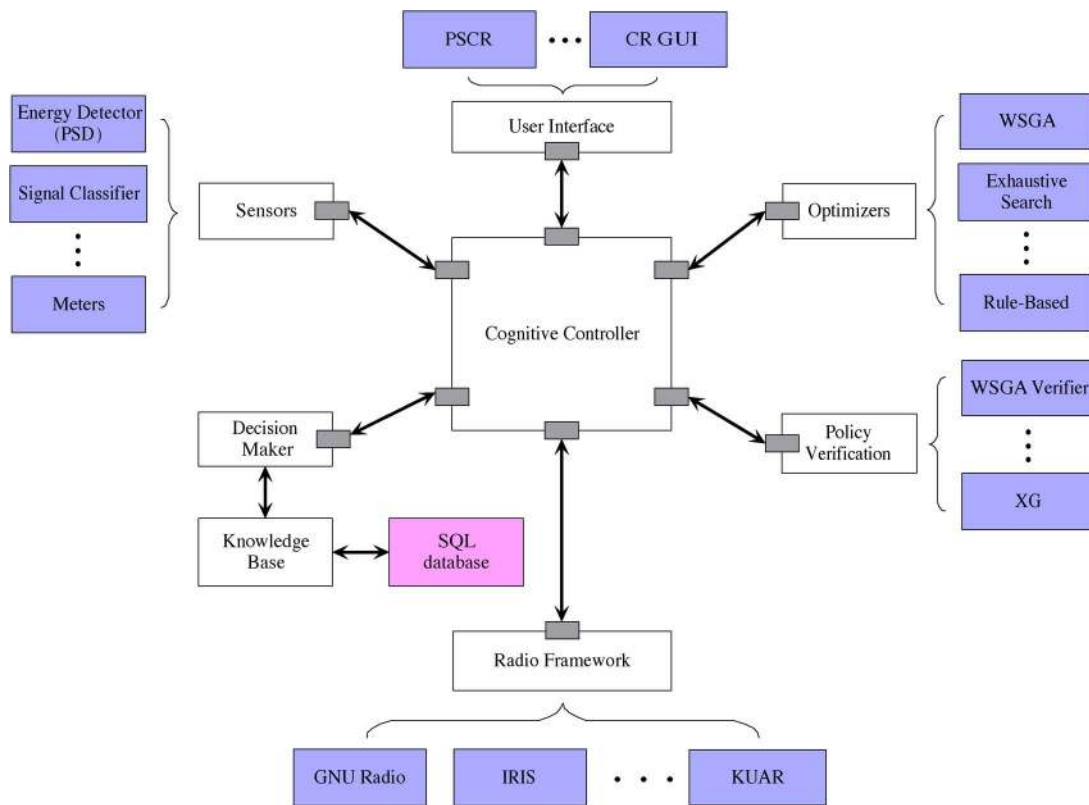 PSCR
CR GUI
User Interface
Energy Detector
(PSD)
Signal Classifier
Meters
Sensors
WSGA
Exhaustive
Search
Rule-Based
Optimizers
Cognitive Controller
Decision
Maker
Knowledge
Base
SQL
database
Policy
Verification
WSGA Verifier
XG
Radio Framework
GNU Radio
IRIS
KUAR